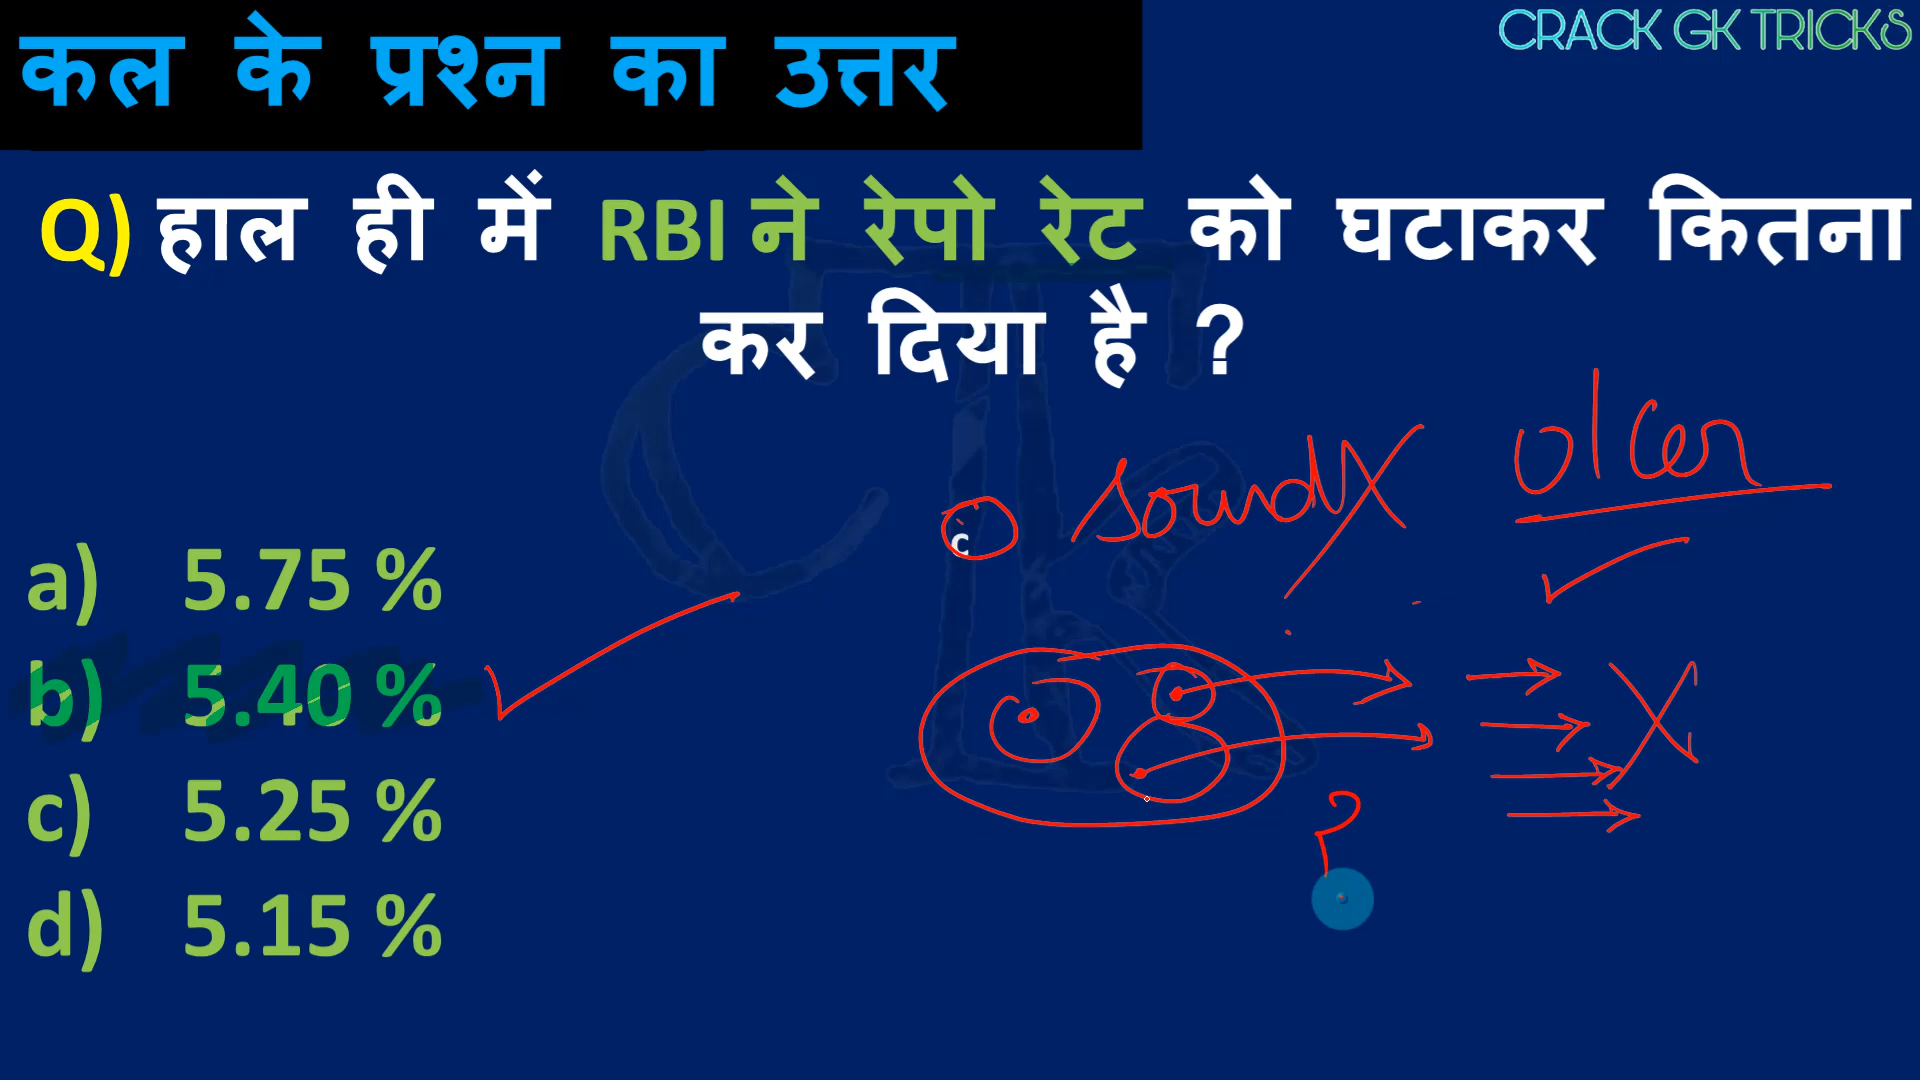 कल के प्रश्न का उत्तर
CRACK GK TRICKS
Q) हाल ही में RBI ने रेपो रेट को घटाकर कितना
कर दिया है ?
sound
c
a) 5.75 %
b) 5.40 %
c) 5.25 %
d) 5.15 %
?